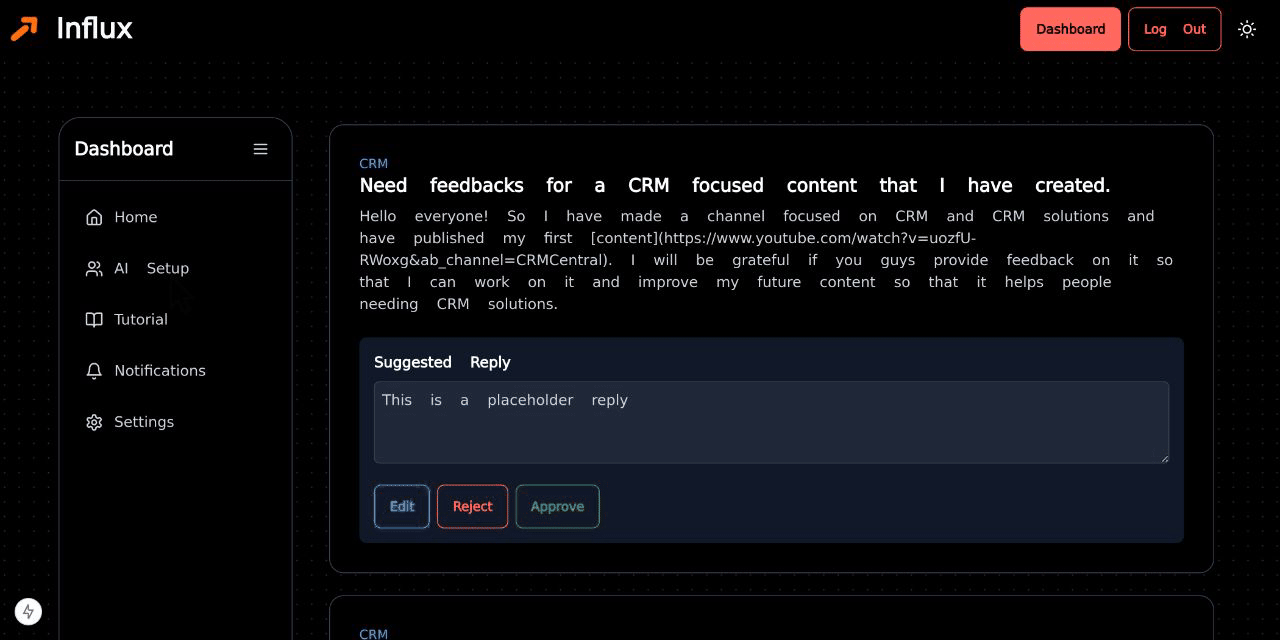 Influx
Dashboard
Log Out
Dashboard
Home
AI Setup
Tutorial
Notifications
Settings
CRM
Need feedbacks for a CRM focused content that I have created.
Hello everyone! So I have made a channel focused on CRM and CRM solutions and
have published my first [content](https://www.youtube.com/watch?v=uozfU-
RWoxg&ab_channel=CRMCentral). I will be grateful if you guys provide feedback on it so
that I can work on it and improve my future content so that it helps people
needing CRM solutions.
Suggested Reply
This is a placeholder reply
Edit
Reject
Approve
CRM